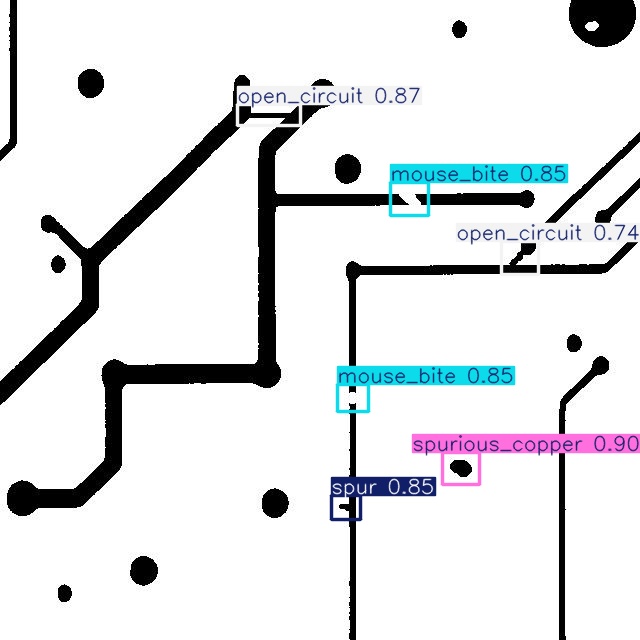 open_circuit 0.87
mouse_bite 0.85
open_circuit 0.74
mouse_bite 0.85
spurious_copper 0.90
spur 0.85